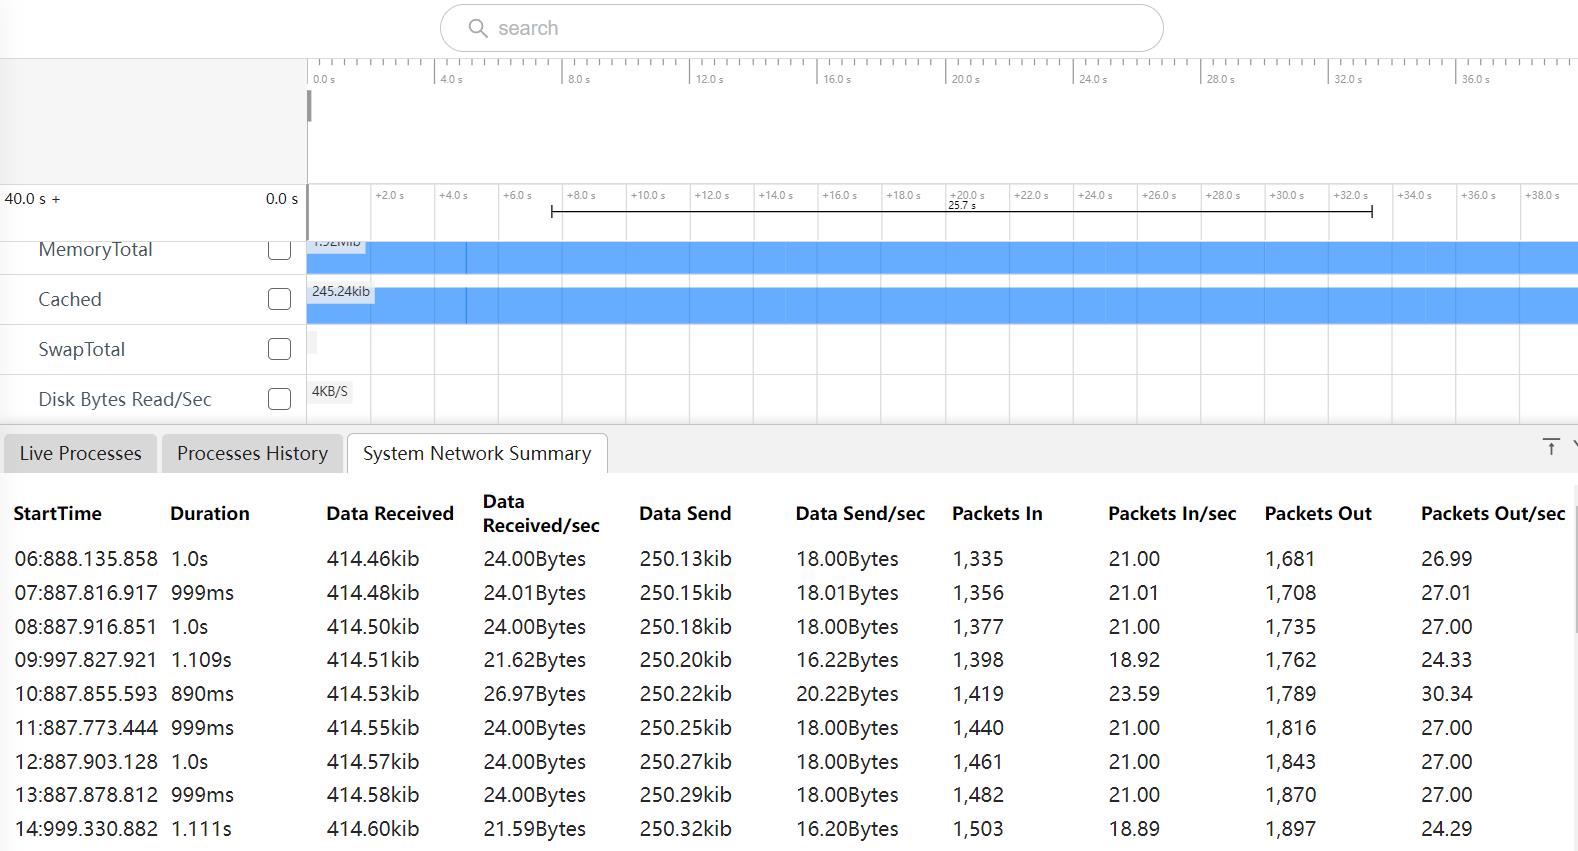 search
0.0 s 4.0 s 8.0 s 12.0 s 16.0 s 20.0 s 24.0 s 28.0 s 32.0 s 36.0 s
40.0 s + 0.0 s +2.0 s +4.0 s +6.0 s +8.0 s +10.0 s +12.0 s +14.0 s +16.0 s +18.0 s +20.0 s +22.0 s +24.0 s +26.0 s +28.0 s +30.0 s +32.0 s +34.0 s +36.0 s +38.0 s
25.7 s
MemoryTotal 1.92Mib
Cached 245.24kib
SwapTotal
Disk Bytes Read/Sec 4KB/S
Live Processes Processes History System Network Summary
StartTime Duration Data Received Data Received/sec Data Send Data Send/sec Packets In Packets In/sec Packets Out Packets Out/sec
06:888.135.858 1.0s 414.46kib 24.00Bytes 250.13kib 18.00Bytes 1,335 21.00 1,681 26.99
07:887.816.917 999ms 414.48kib 24.01Bytes 250.15kib 18.01Bytes 1,356 21.01 1,708 27.01
08:887.916.851 1.0s 414.50kib 24.00Bytes 250.18kib 18.00Bytes 1,377 21.00 1,735 27.00
09:997.827.921 1.109s 414.51kib 21.62Bytes 250.20kib 16.22Bytes 1,398 18.92 1,762 24.33
10:887.855.593 890ms 414.53kib 26.97Bytes 250.22kib 20.22Bytes 1,419 23.59 1,789 30.34
11:887.773.444 999ms 414.55kib 24.00Bytes 250.25kib 18.00Bytes 1,440 21.00 1,816 27.00
12:887.903.128 1.0s 414.57kib 24.00Bytes 250.27kib 18.00Bytes 1,461 21.00 1,843 27.00
13:887.878.812 999ms 414.58kib 24.00Bytes 250.29kib 18.00Bytes 1,482 21.00 1,870 27.00
14:999.330.882 1.111s 414.60kib 21.59Bytes 250.32kib 16.20Bytes 1,503 18.89 1,897 24.29